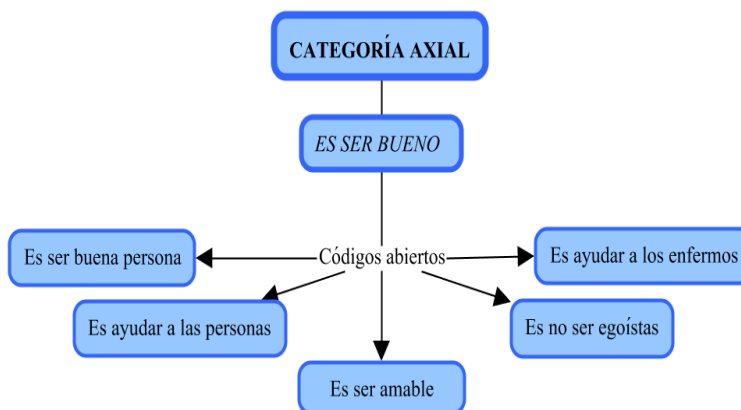 CATEGORÍA AXIAL
ES SER BUENO
Códigos abiertos
Es ser buena persona
Es ayudar a los enfermos
Es ayudar a las personas
Es no ser egoístas
Es ser amable